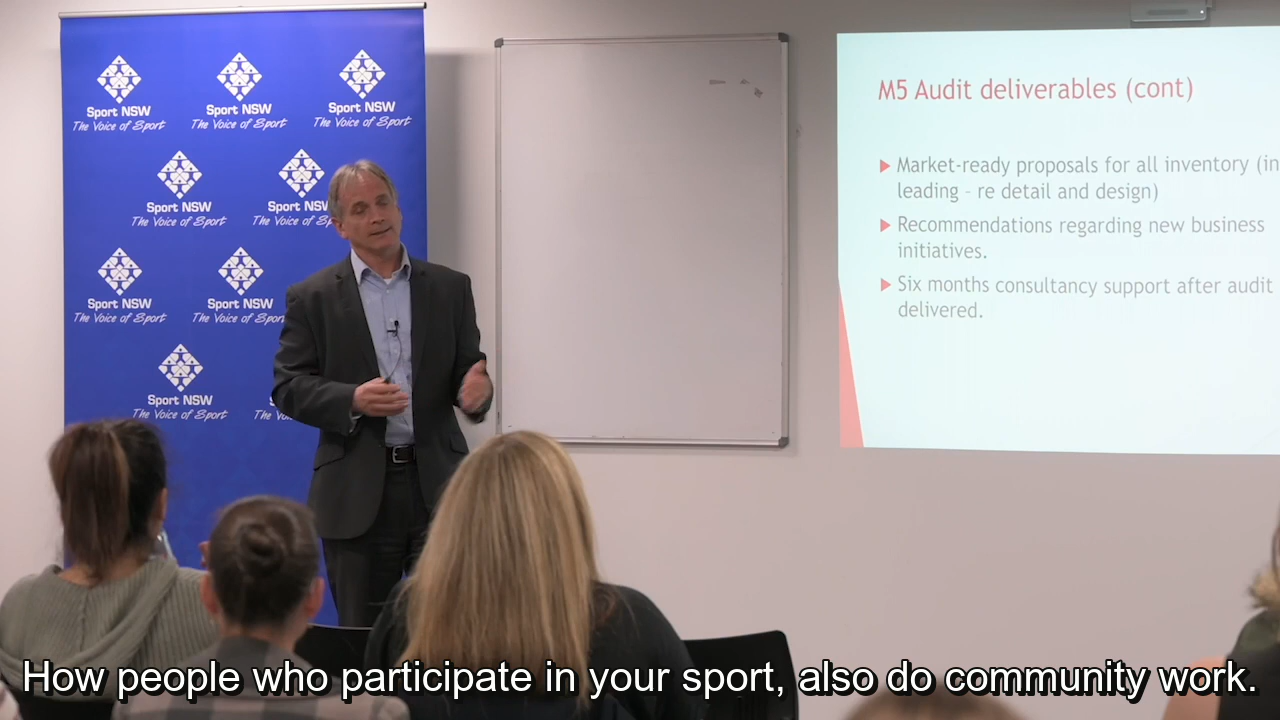 Sport NSW
The Voice of Sport
Sport NSW
The Voice of Sport
Sport NSW
The Voice of Sport
Sport NSW
The Voice of Sport
Sport NSW
The Voice of Sp
Sport NSW
The Voice of Sport
Sport NSW
The Voice of Sport
Sport NSW
The Voice of Sport
M5 Audit deliverables (cont)
Market-ready proposals for all inventory (in
leading - re detail and design)
Recommendations regarding new business
initiatives.
Six months consultancy support after audit
delivered.
How people who participate in your sport, also do community work.